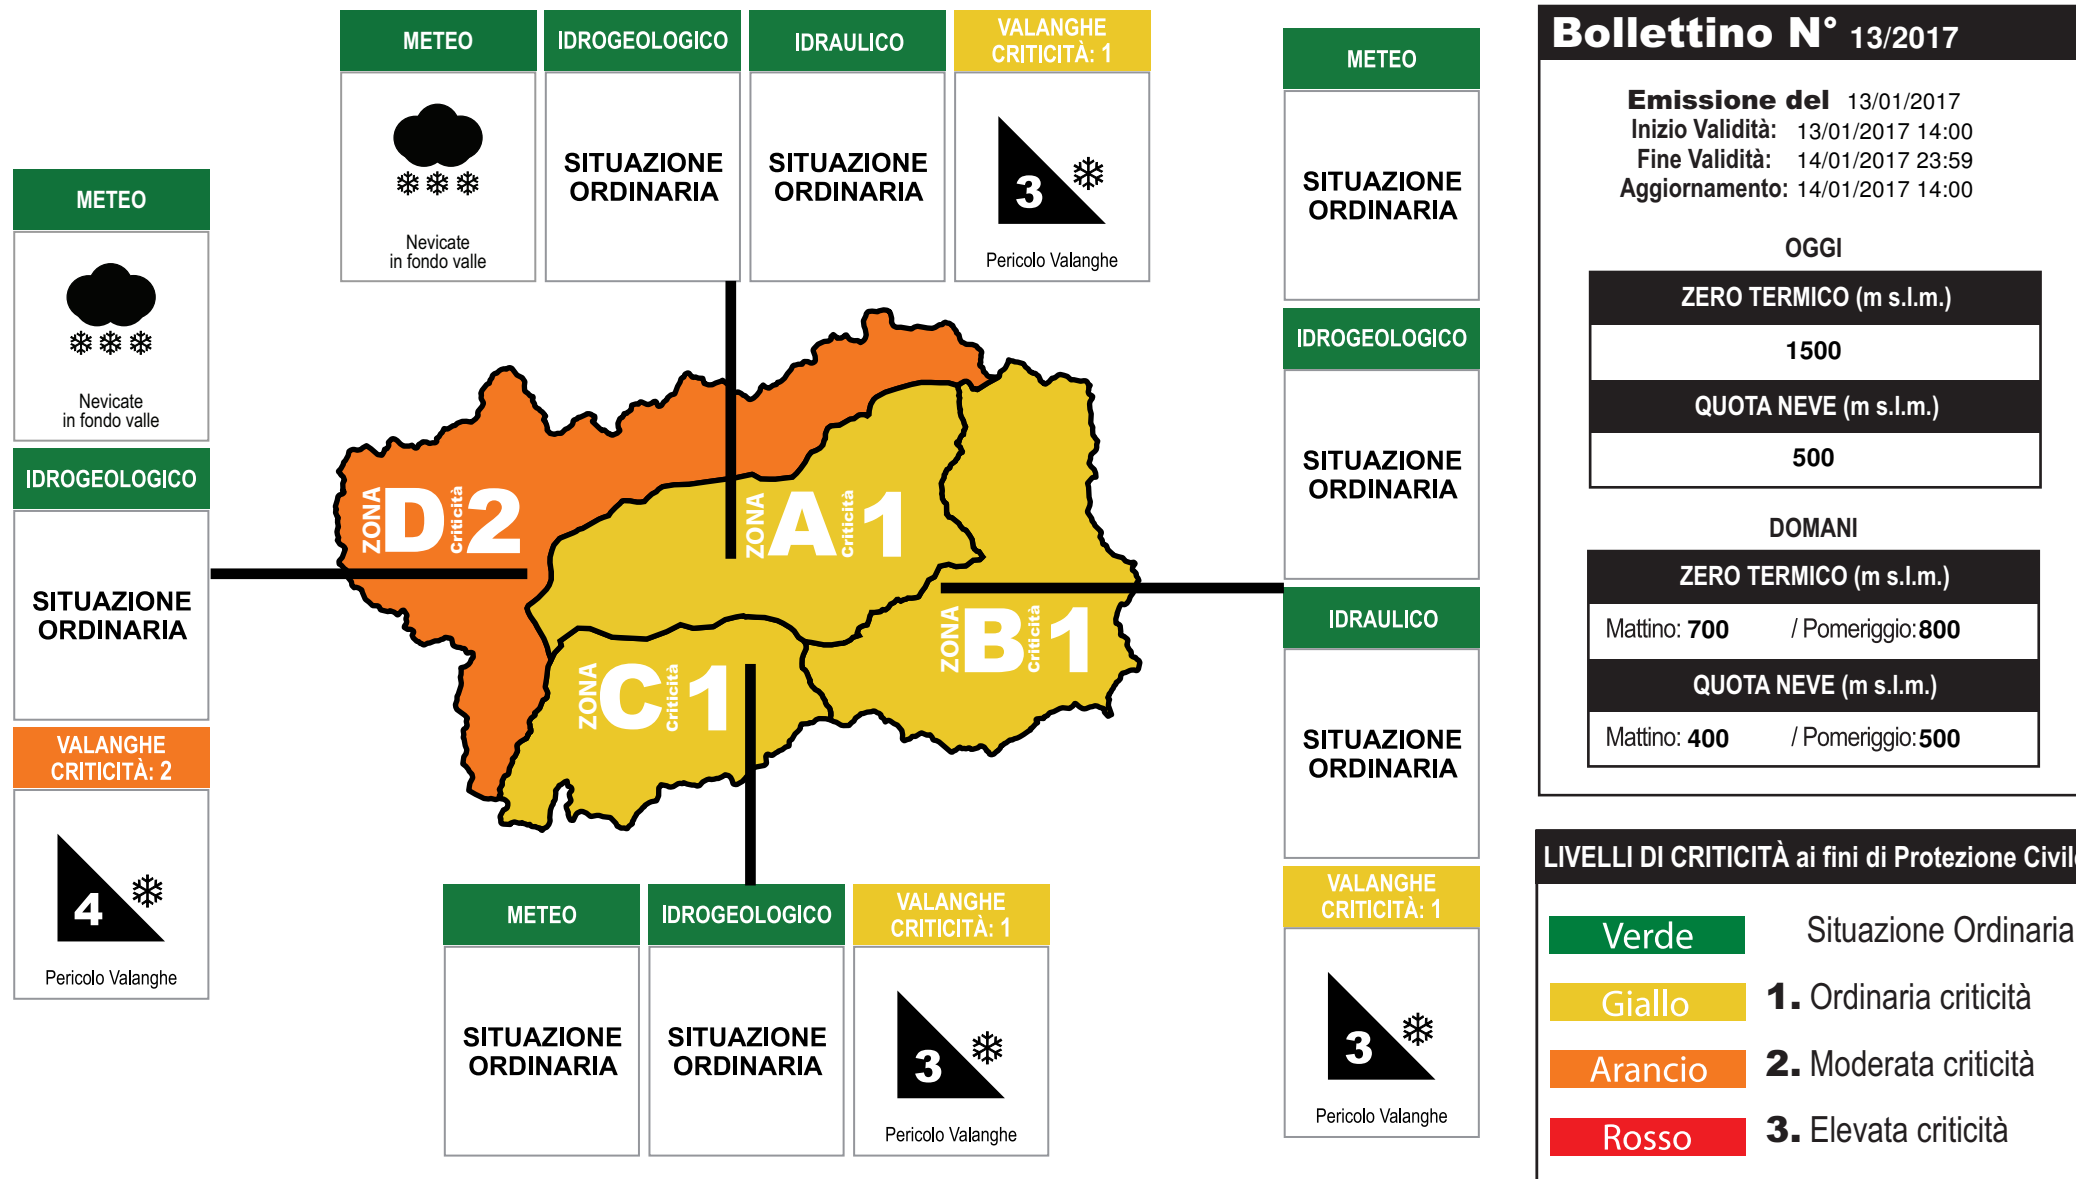 METEO
Nevicate
in fondo valle
IDROGEOLOGICO
SITUAZIONE
ORDINARIA
VALANGHE
CRITICITÀ: 2
4
Pericolo Valanghe
METEO
Nevicate
in fondo valle
IDROGEOLOGICO
SITUAZIONE
ORDINARIA
IDRAULICO
SITUAZIONE
ORDINARIA
VALANGHE
CRITICITÀ: 1
3
Pericolo Valanghe
ZONA D Criticità 2
ZONA A Criticità 1
ZONA B Criticità 1
ZONA C Criticità 1
METEO
SITUAZIONE
ORDINARIA
IDROGEOLOGICO
SITUAZIONE
ORDINARIA
VALANGHE
CRITICITÀ: 1
3
Pericolo Valanghe
METEO
SITUAZIONE
ORDINARIA
IDROGEOLOGICO
SITUAZIONE
ORDINARIA
IDRAULICO
SITUAZIONE
ORDINARIA
VALANGHE
CRITICITÀ: 1
3
Pericolo Valanghe
Bollettino N° 13/2017
Emissione del 13/01/2017
Inizio Validità: 13/01/2017 14:00
Fine Validità: 14/01/2017 23:59
Aggiornamento: 14/01/2017 14:00
OGGI
ZERO TERMICO (m s.l.m.)
1500
QUOTA NEVE (m s.l.m.)
500
DOMANI
ZERO TERMICO (m s.l.m.)
Mattino: 700 / Pomeriggio: 800
QUOTA NEVE (m s.l.m.)
Mattino: 400 / Pomeriggio: 500
LIVELLI DI CRITICITÀ ai fini di Protezione Civile
Verde Situazione Ordinaria
Giallo 1. Ordinaria criticità
Arancio 2. Moderata criticità
Rosso 3. Elevata criticità